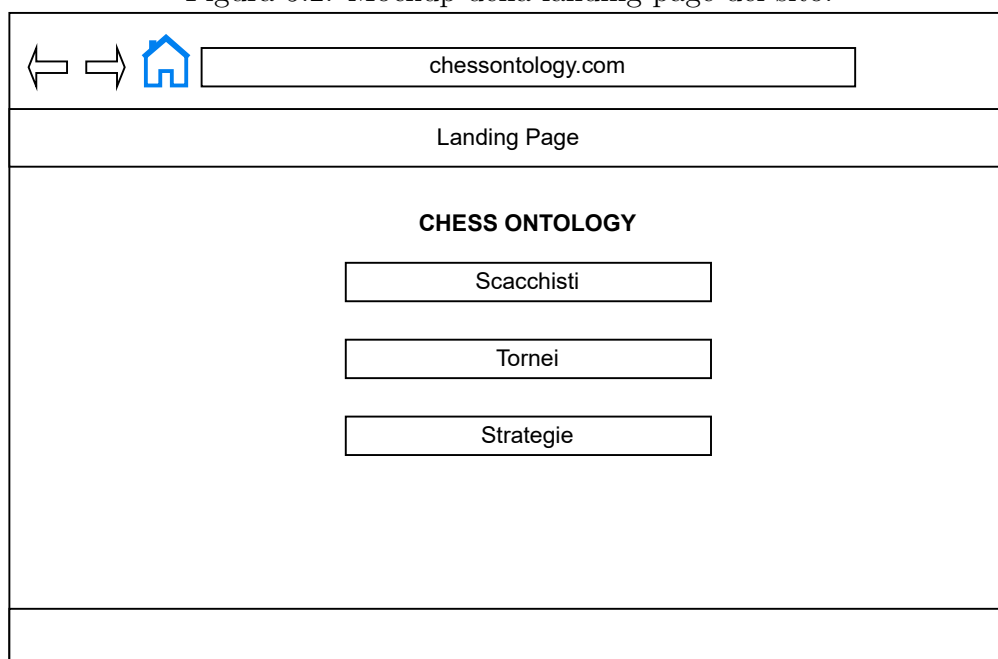 Mockup della landing page del sito.
chessontology.com
Landing Page
CHESS ONTOLOGY
Scacchisti
Tornei
Strategie